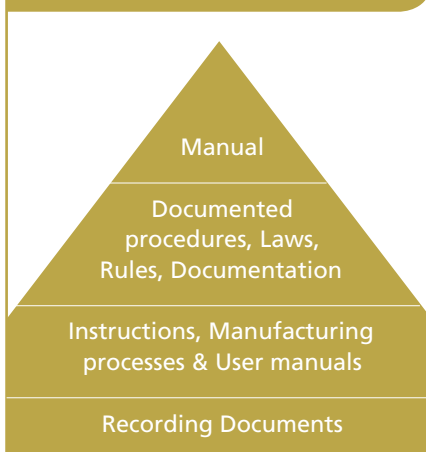 Manual
Documented
procedures, Laws,
Rules, Documentation
Instructions, Manufacturing
processes & User manuals
Recording Documents